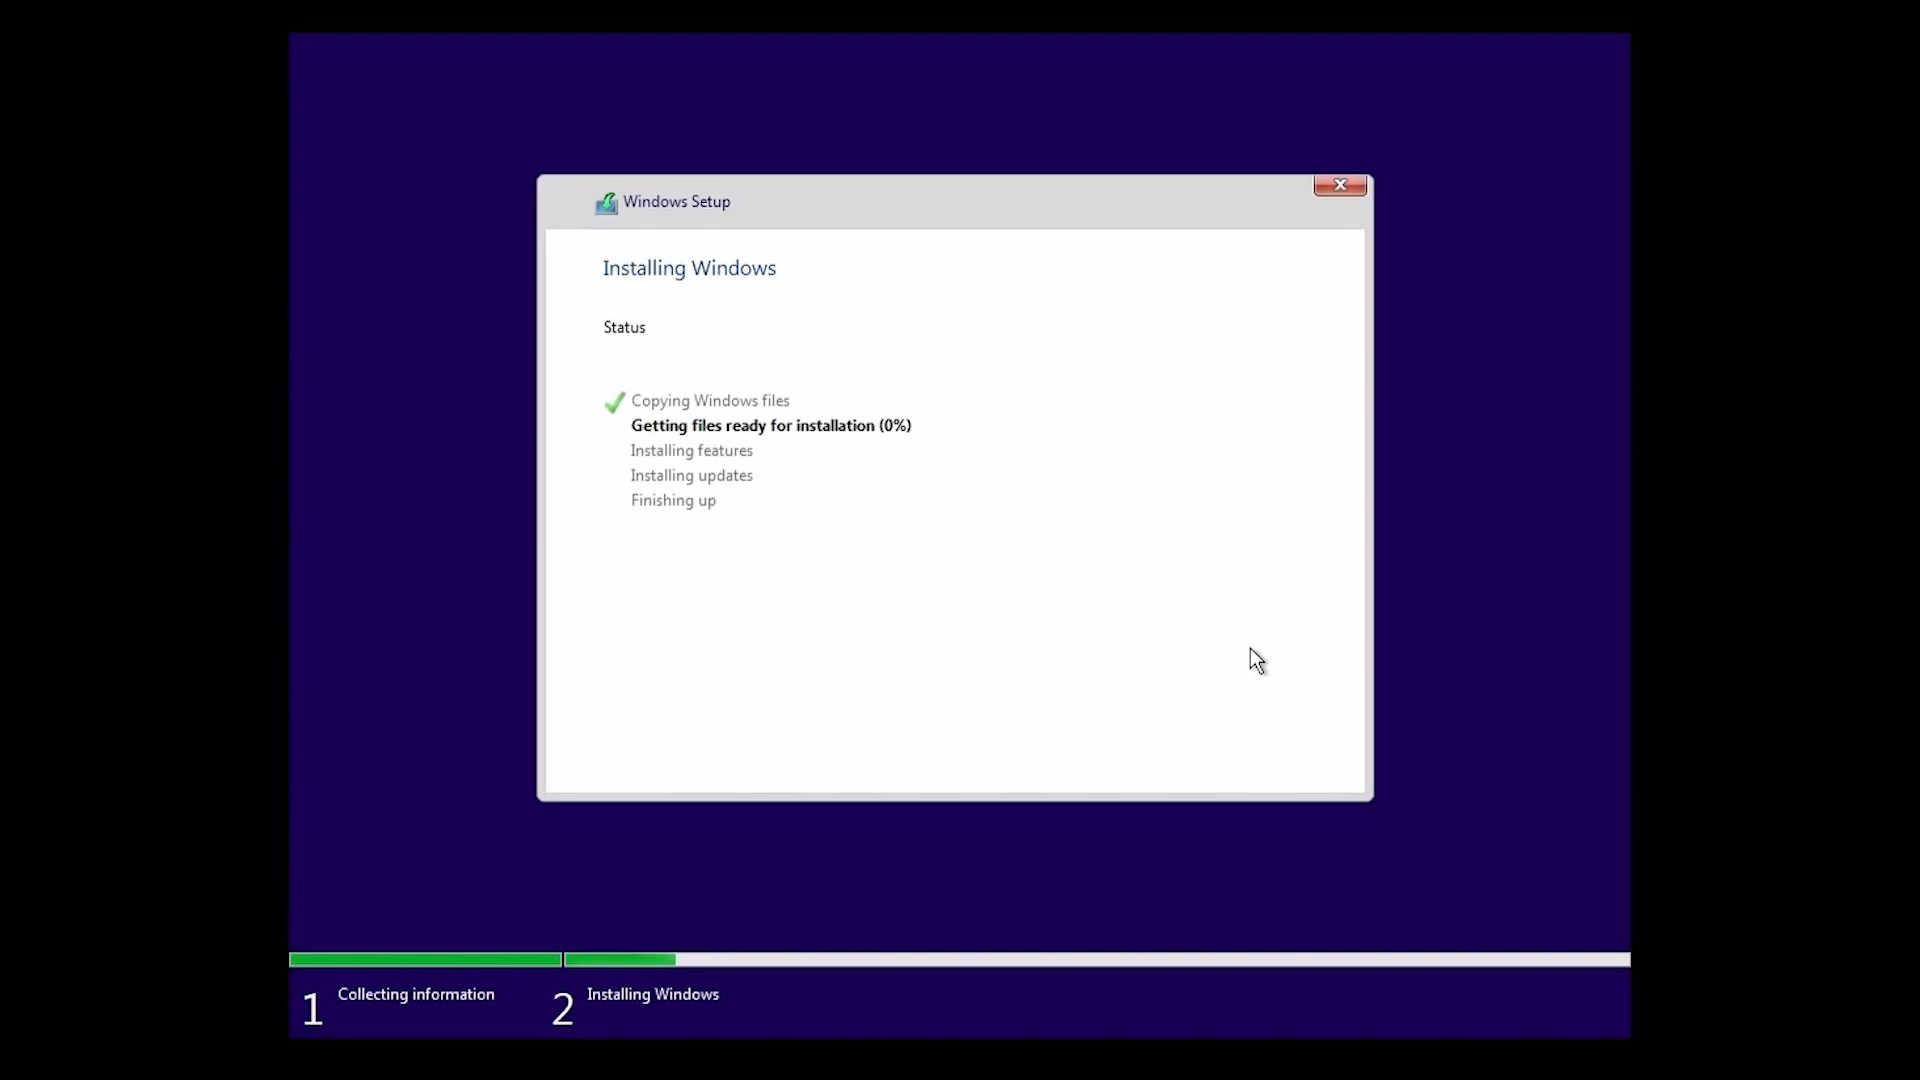 Windows Setup
Installing Windows
Status
Copying Windows files
Getting files ready for installation (0%)
Installing features
Installing updates
Finishing up
1 Collecting information
2 Installing Windows